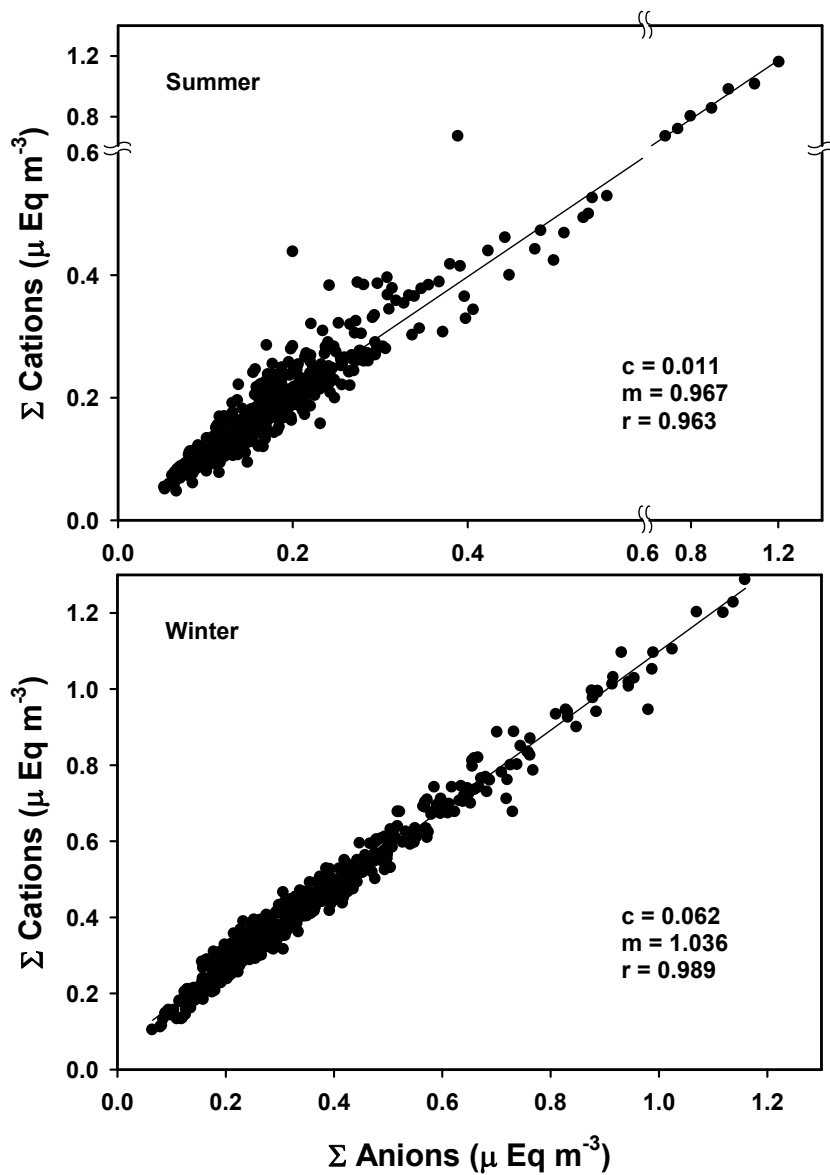 1.2
Summer
1.0
0.8
0.6
Σ Cations (μ Eq m⁻³)
0.4
c = 0.011
m = 0.967
r = 0.963
0.2
0.0
0.0 0.2 0.4 0.6 0.8 1.2
1.2
Winter
1.0
0.8
Σ Cations (μ Eq m⁻³)
0.6
0.4
c = 0.062
m = 1.036
r = 0.989
0.2
0.0
0.0 0.2 0.4 0.6 0.8 1.0 1.2
Σ Anions (μ Eq m⁻³)